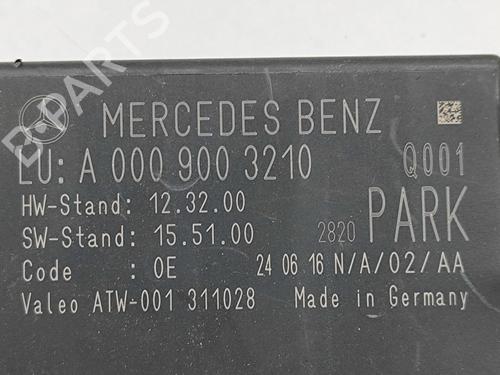 MERCEDES BENZ
LU: A 000 900 3210 Q001
HW-Stand: 12.32.00
SW-Stand: 15.51.00 2820 PARK
Code : 0E 24 06 16 N/A/02/AA
Valeo ATW-001 311028 Made in Germany
B-PARTS